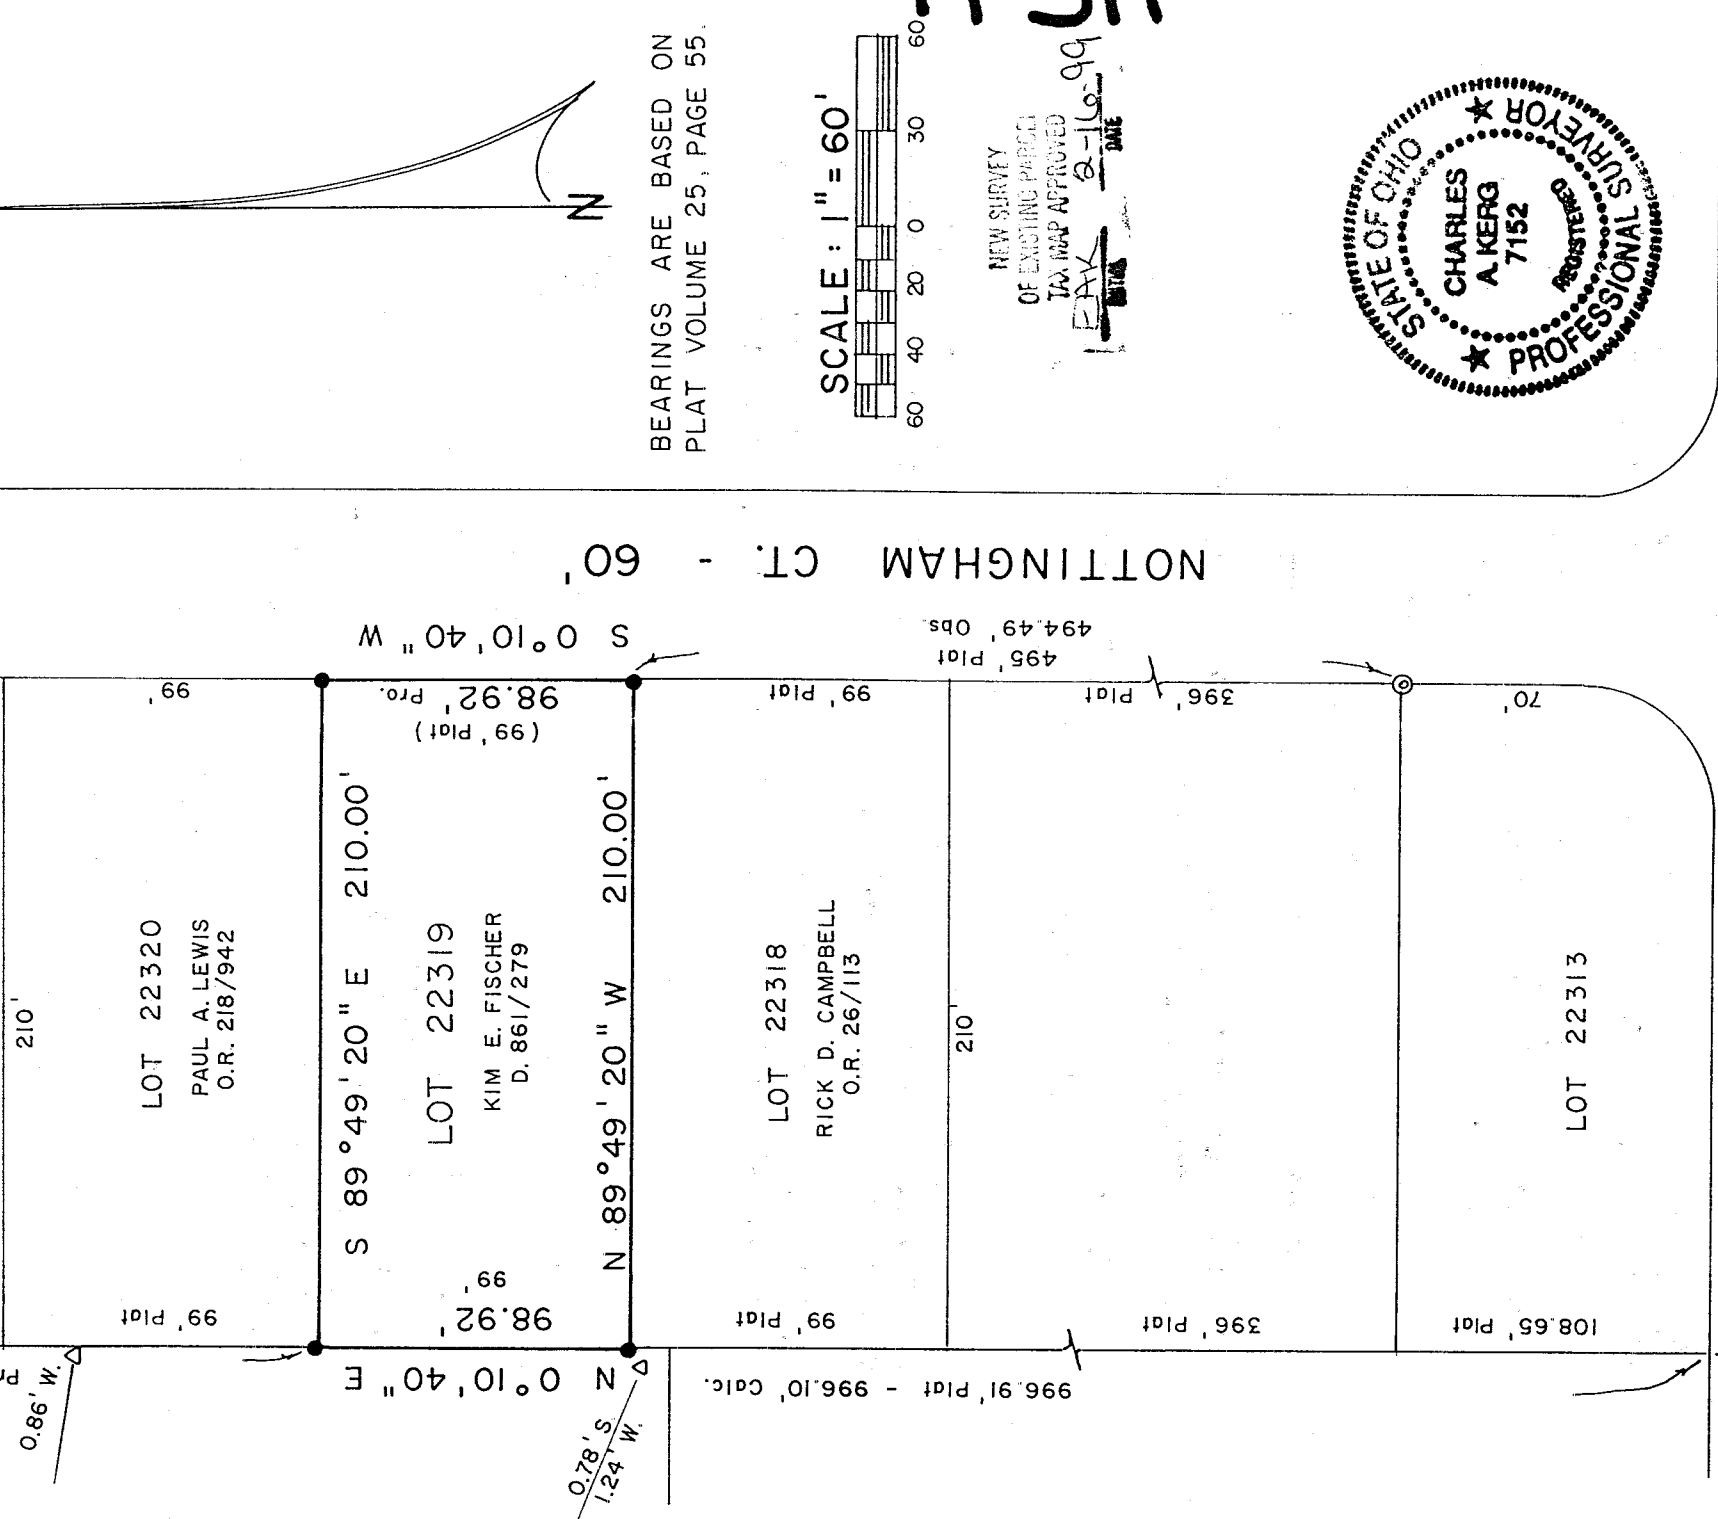 BEARINGS ARE BASED ON
PLAT VOLUME 25, PAGE 55.
SCALE : 1" = 60'
60 40 20 0 30 60
NEW SURVEY
OF EXISTING PARCEL
TAX MAP APPROVED
EAK 2-16-99
INITIAL DATE
STATE OF OHIO
CHARLES
A. KERG
7152
REGISTERED
PROFESSIONAL SURVEYOR
NOTTINGHAM CT. - 60'
S 0°10'40" W
494.49' Obs.
495' Plat
99'
98.92' Pro.
(99' Plat)
99' Plat
396' Plat
70'
210'
LOT 22320
PAUL A. LEWIS
O.R. 218/942
S 89°49'20" E 210.00'
LOT 22319
KIM E. FISCHER
D. 861/279
N 89°49'20" W 210.00'
LOT 22318
RICK D. CAMPBELL
O.R. 26/113
210'
LOT 22313
99' Plat
99'
98.92'
99' Plat
396' Plat
108.65' Plat
N 0°10'40" E
996.91' Plat - 996.10' Calc.
0.86' W.
0.78' S.
1.24' W.
N